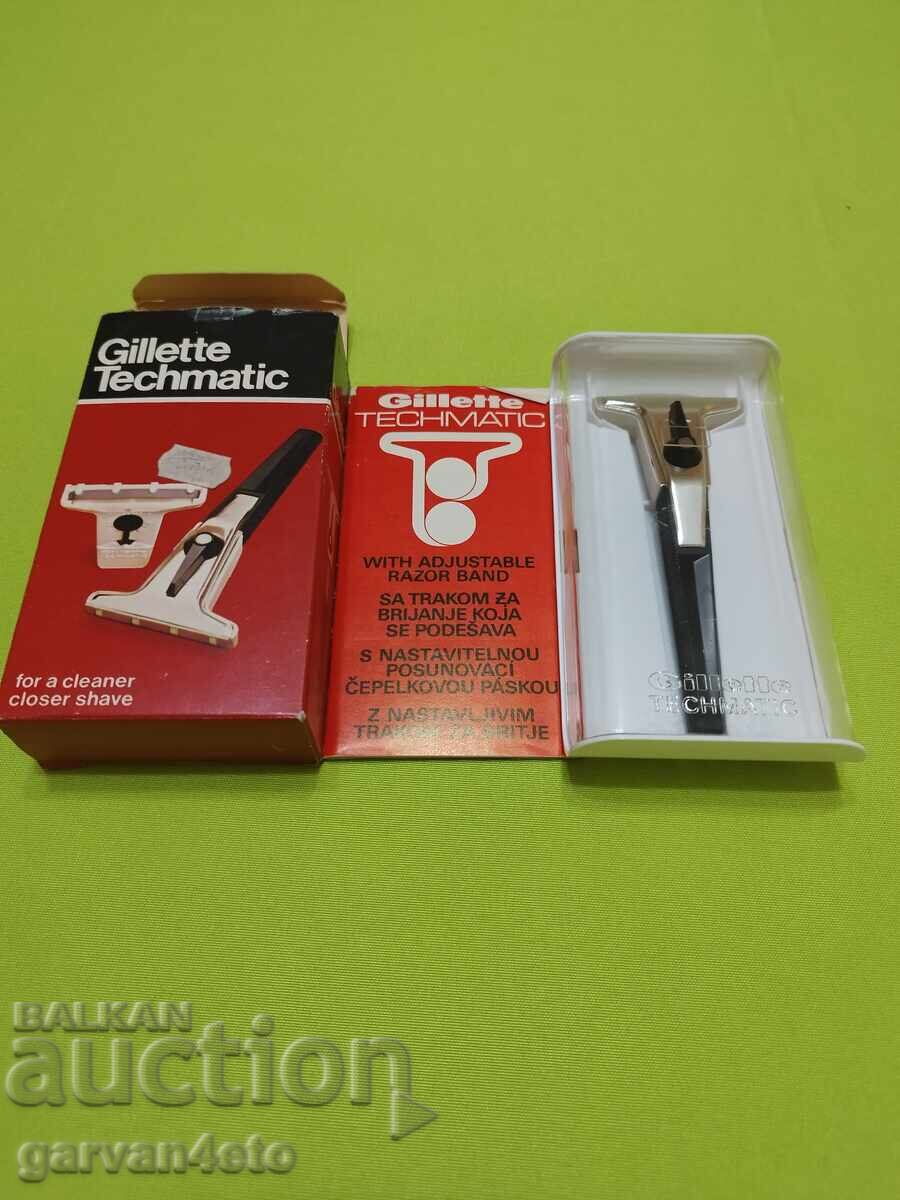 Gillette
Techmatic
for a cleaner
closer shave
Gillette
TECHMATIC
WITH ADJUSTABLE
RAZOR BAND
SA TRAKOM ZA
BRIJANJE KOJA
SE PODEŠAVA
S NASTAVITELNOU
POSUNOVACÍ
ČEPELKOVOU PÁSKOU
Z NASTAVLJIVIM
TRAKOM ZA BRITJE
Gillette
TECHMATIC
BALKAN
auction
garvan4eto